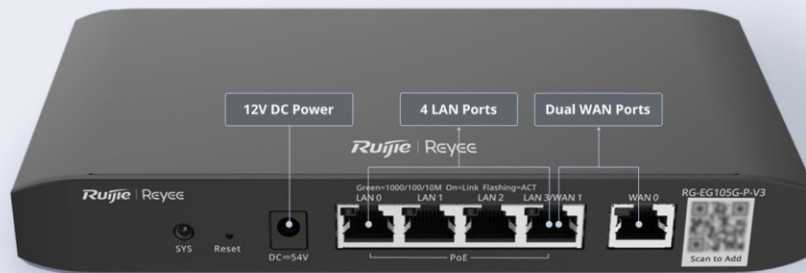 12V DC Power
4 LAN Ports
Dual WAN Ports
Ruijie | Reyee
Ruijie | Reyee
Green=1000/100/10M On=Link Flashing=ACT
LAN 0
LAN 1
LAN 2
LAN 3/WAN 1
WAN 0
RG-EG105G-P-V3
SYS
Reset
DC⎓54V
PoE
Scan to Add